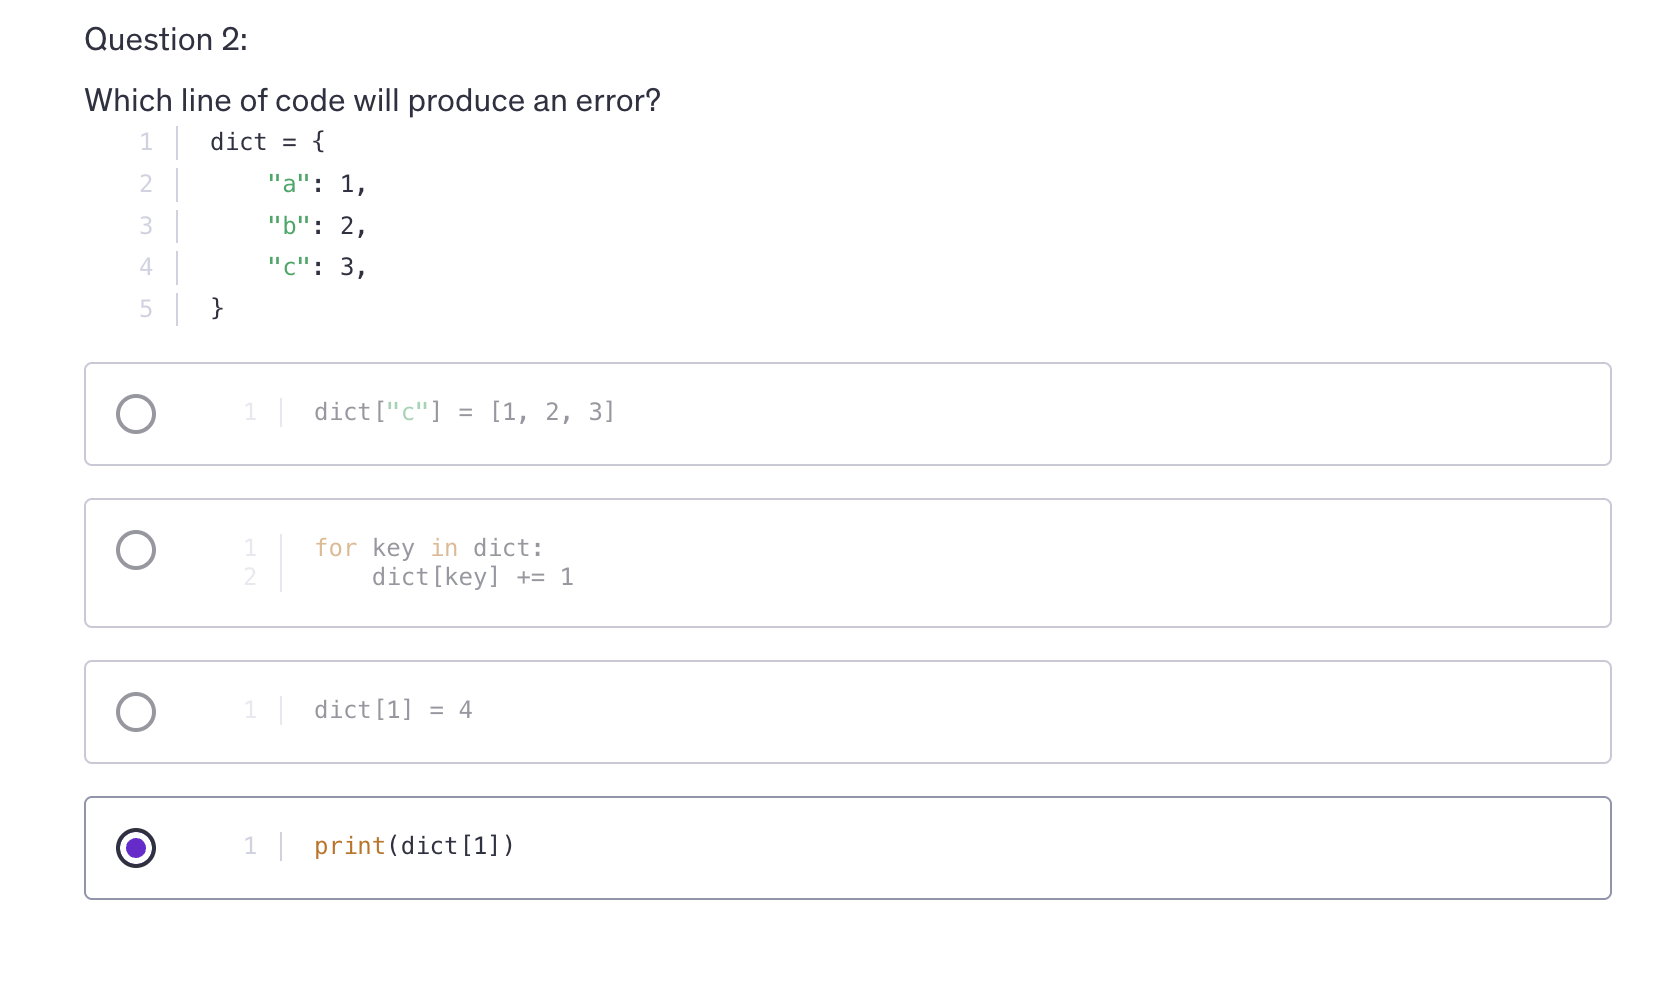 Question 2:
Which line of code will produce an error?
1 dict = {
2     "a": 1,
3     "b": 2,
4     "c": 3,
5 }
1 dict["c"] = [1, 2, 3]
1 for key in dict:
2     dict[key] += 1
1 dict[1] = 4
1 print(dict[1])